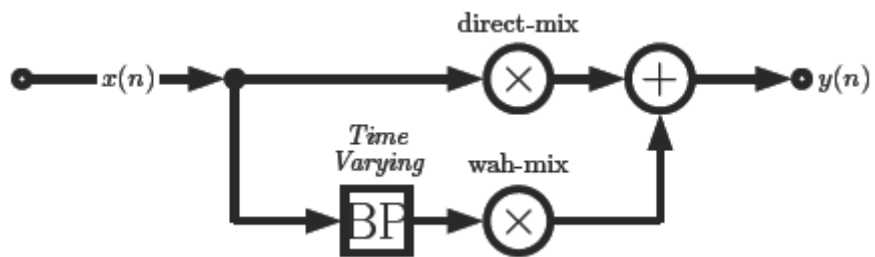 direct-mix
x(n)
×
+
y(n)
Time
Varying
wah-mix
BP
×